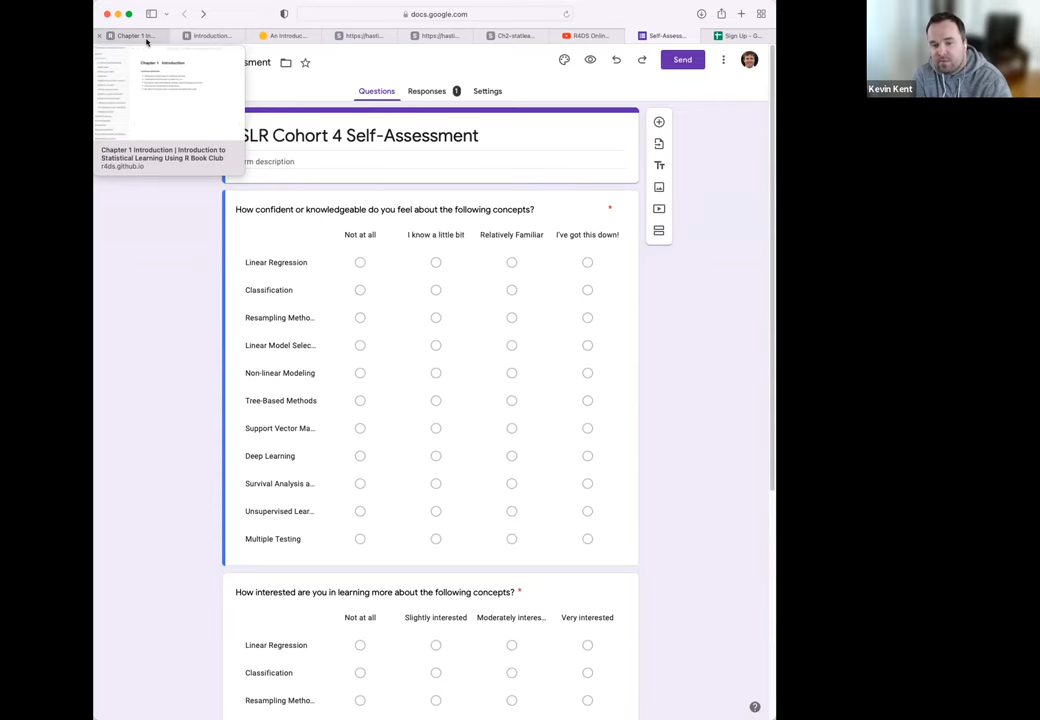 docs.google.com
Chapter 1 In...
Introduction...
An Introduc...
https://hasti...
https://hasti...
Ch2-statlea...
R4DS Onlin...
Self-Assess...
Sign Up - G...
Chapter 1 Introduction
sment
Send
Chapter 1 Introduction | Introduction to
Statistical Learning Using R Book Club
r4ds.github.io
Questions
Responses 1
Settings
SLR Cohort 4 Self-Assessment
rm description
How confident or knowledgeable do you feel about the following concepts? *
Not at all
I know a little bit
Relatively Familiar
I've got this down!
Linear Regression
Classification
Resampling Metho...
Linear Model Selec...
Non-linear Modeling
Tree-Based Methods
Support Vector Ma...
Deep Learning
Survival Analysis a...
Unsupervised Lear...
Multiple Testing
How interested are you in learning more about the following concepts? *
Not at all
Slightly interested
Moderately interes...
Very interested
Linear Regression
Classification
Resampling Metho...
Kevin Kent